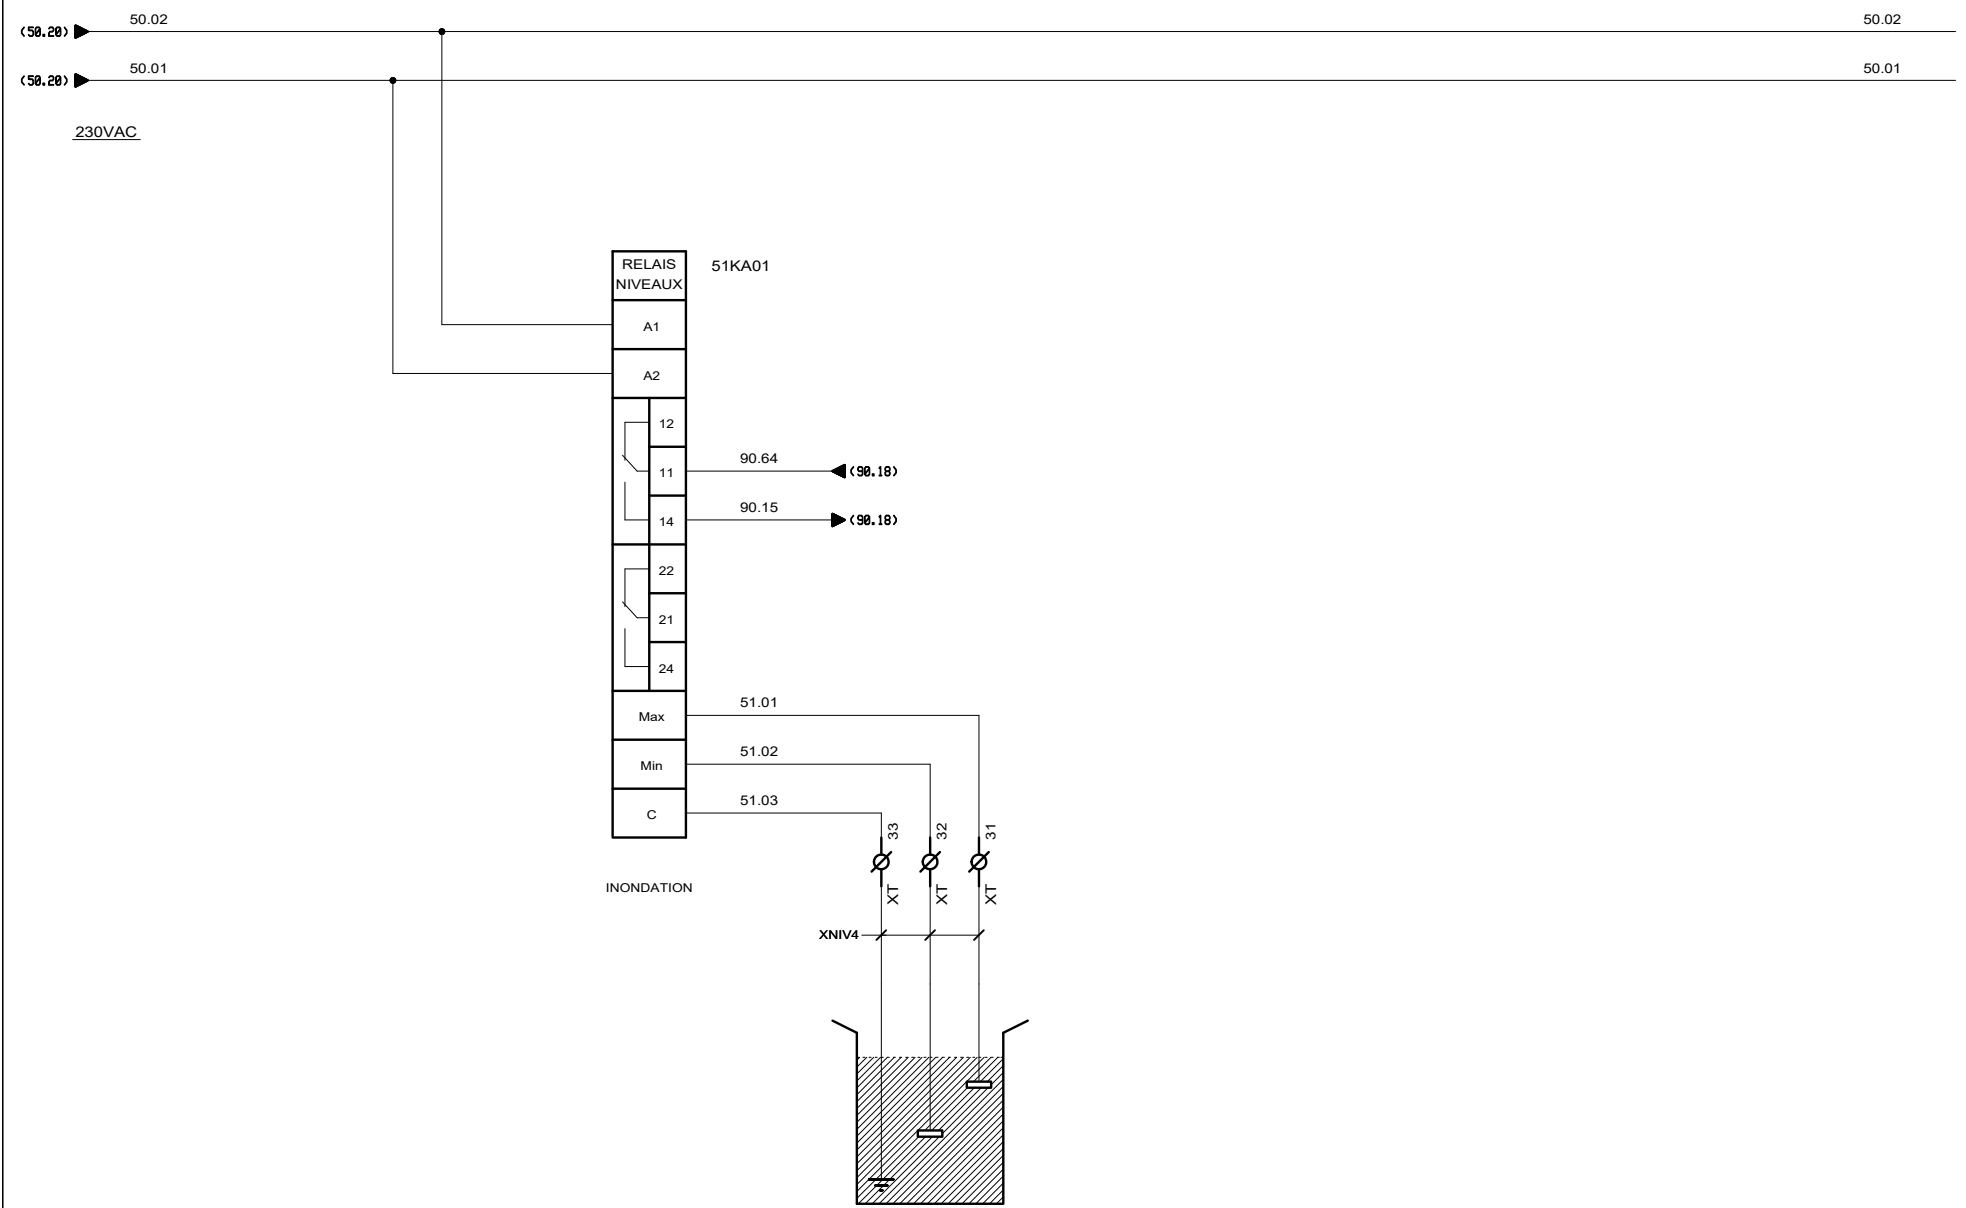 50.02
50.02
(50.20)
50.01
50.01
(50.20)
230VAC
RELAIS
NIVEAUX
51KA01
A1
A2
12
90.64
11
(90.18)
90.15
14
(90.18)
22
21
24
51.01
Max
51.02
Min
51.03
C
33
32
31
XT
XT
XT
INONDATION
XNIV4